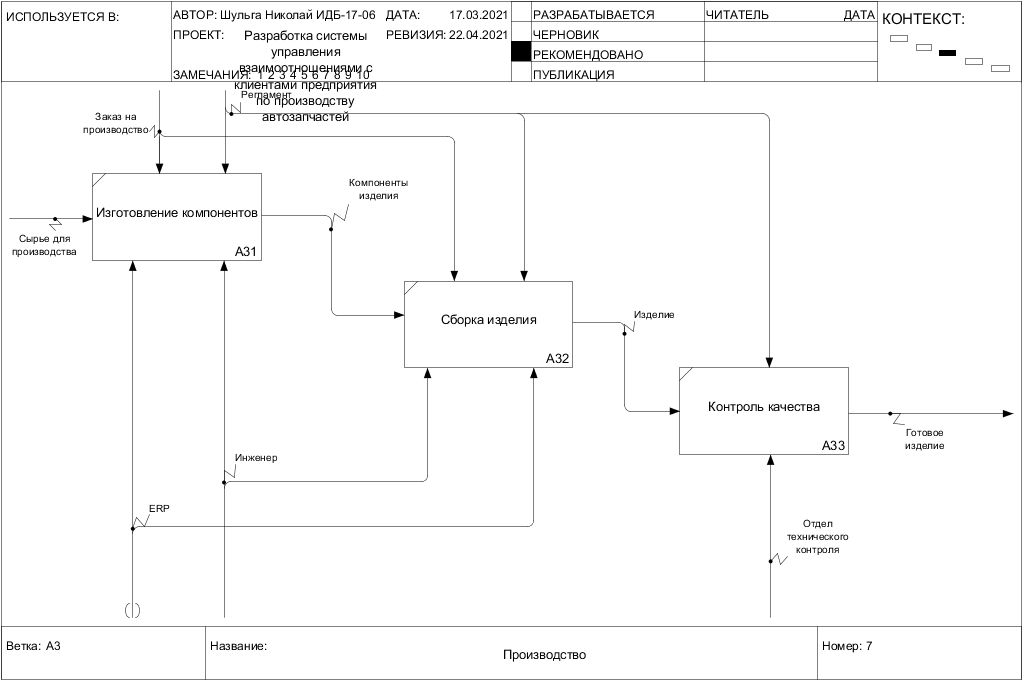 ИСПОЛЬЗУЕТСЯ В:
АВТОР: Шульга Николай ИДБ-17-06
ДАТА: 17.03.2021
ПРОЕКТ:
Разработка системы
управления
взаимоотношениями с
клиентами предприятия
по производству
автозапчастей
РЕВИЗИЯ: 22.04.2021
ЗАМЕЧАНИЯ: 1 2 3 4 5 6 7 8 9 10
РАЗРАБАТЫВАЕТСЯ
ЧЕРНОВИК
РЕКОМЕНДОВАНО
ПУБЛИКАЦИЯ
ЧИТАТЕЛЬ
ДАТА
КОНТЕКСТ:
Регламент
Заказ на
производство
Компоненты
изделия
Изготовление компонентов
A31
Сырье для
производства
Сборка изделия
A32
Изделие
Контроль качества
A33
Готовое
изделие
Инженер
ERP
Отдел
технического
контроля
Ветка: A3
Название:
Производство
Номер: 7